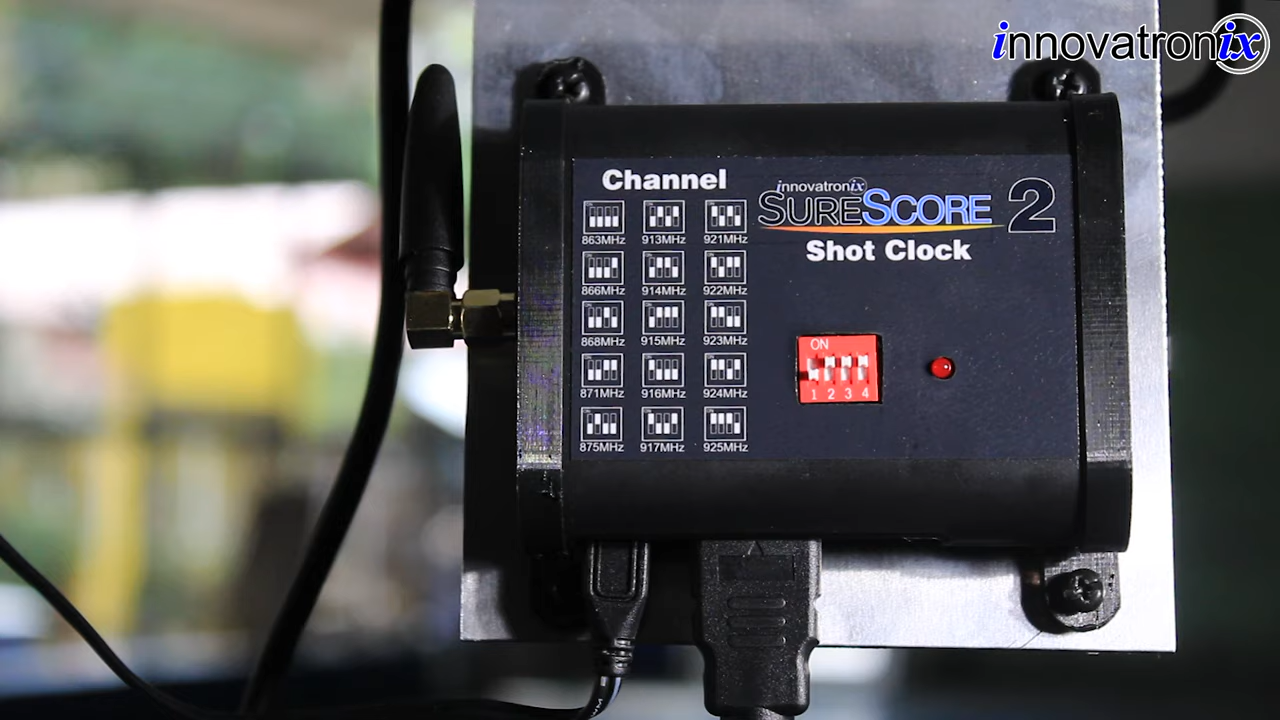 innovatronix
Channel
863MHz 913MHz 921MHz
866MHz 914MHz 922MHz
868MHz 915MHz 923MHz
871MHz 916MHz 924MHz
875MHz 917MHz 925MHz
innovatronix
SURESCORE 2
Shot Clock
ON
1 2 3 4